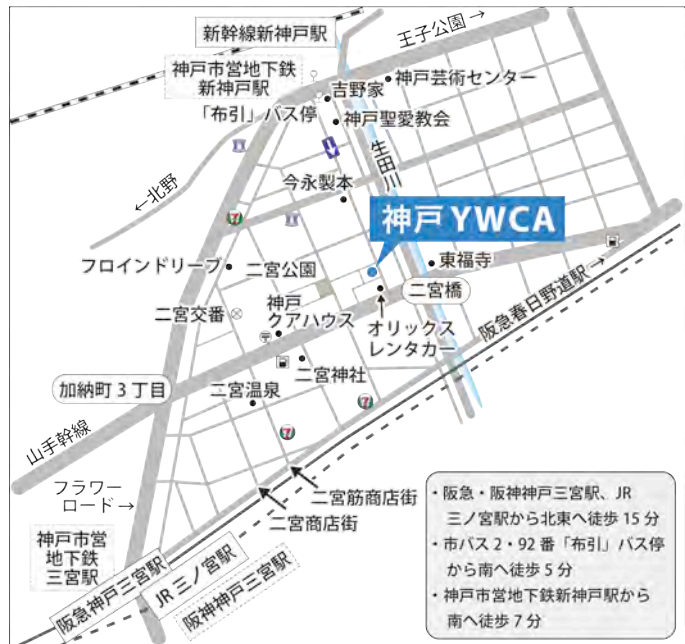 新幹線新神戸駅
王子公園→
神戸市営地下鉄
新神戸駅
神戸芸術センター
吉野家
「布引」バス停
神戸聖愛教会
生田川
←北野
今永製本
神戸 YWCA
フロインドリーブ
二宮公園
東福寺
二宮橋
阪急春日野道駅→
二宮交番
神戸
クアハウス
オリックス
レンタカー
二宮神社
加納町3丁目
二宮温泉
山手幹線
フラワー
ロード→
二宮筋商店街
二宮商店街
神戸市営
地下鉄
三宮駅
阪急神戸三宮駅
JR 三ノ宮駅
阪神神戸三宮駅
・阪急・阪神神戸三宮駅、JR
三ノ宮駅から北東へ徒歩 15 分
・市バス 2・92 番「布引」バス停
から南へ徒歩 5 分
・神戸市営地下鉄新神戸駅から
南へ徒歩 7 分